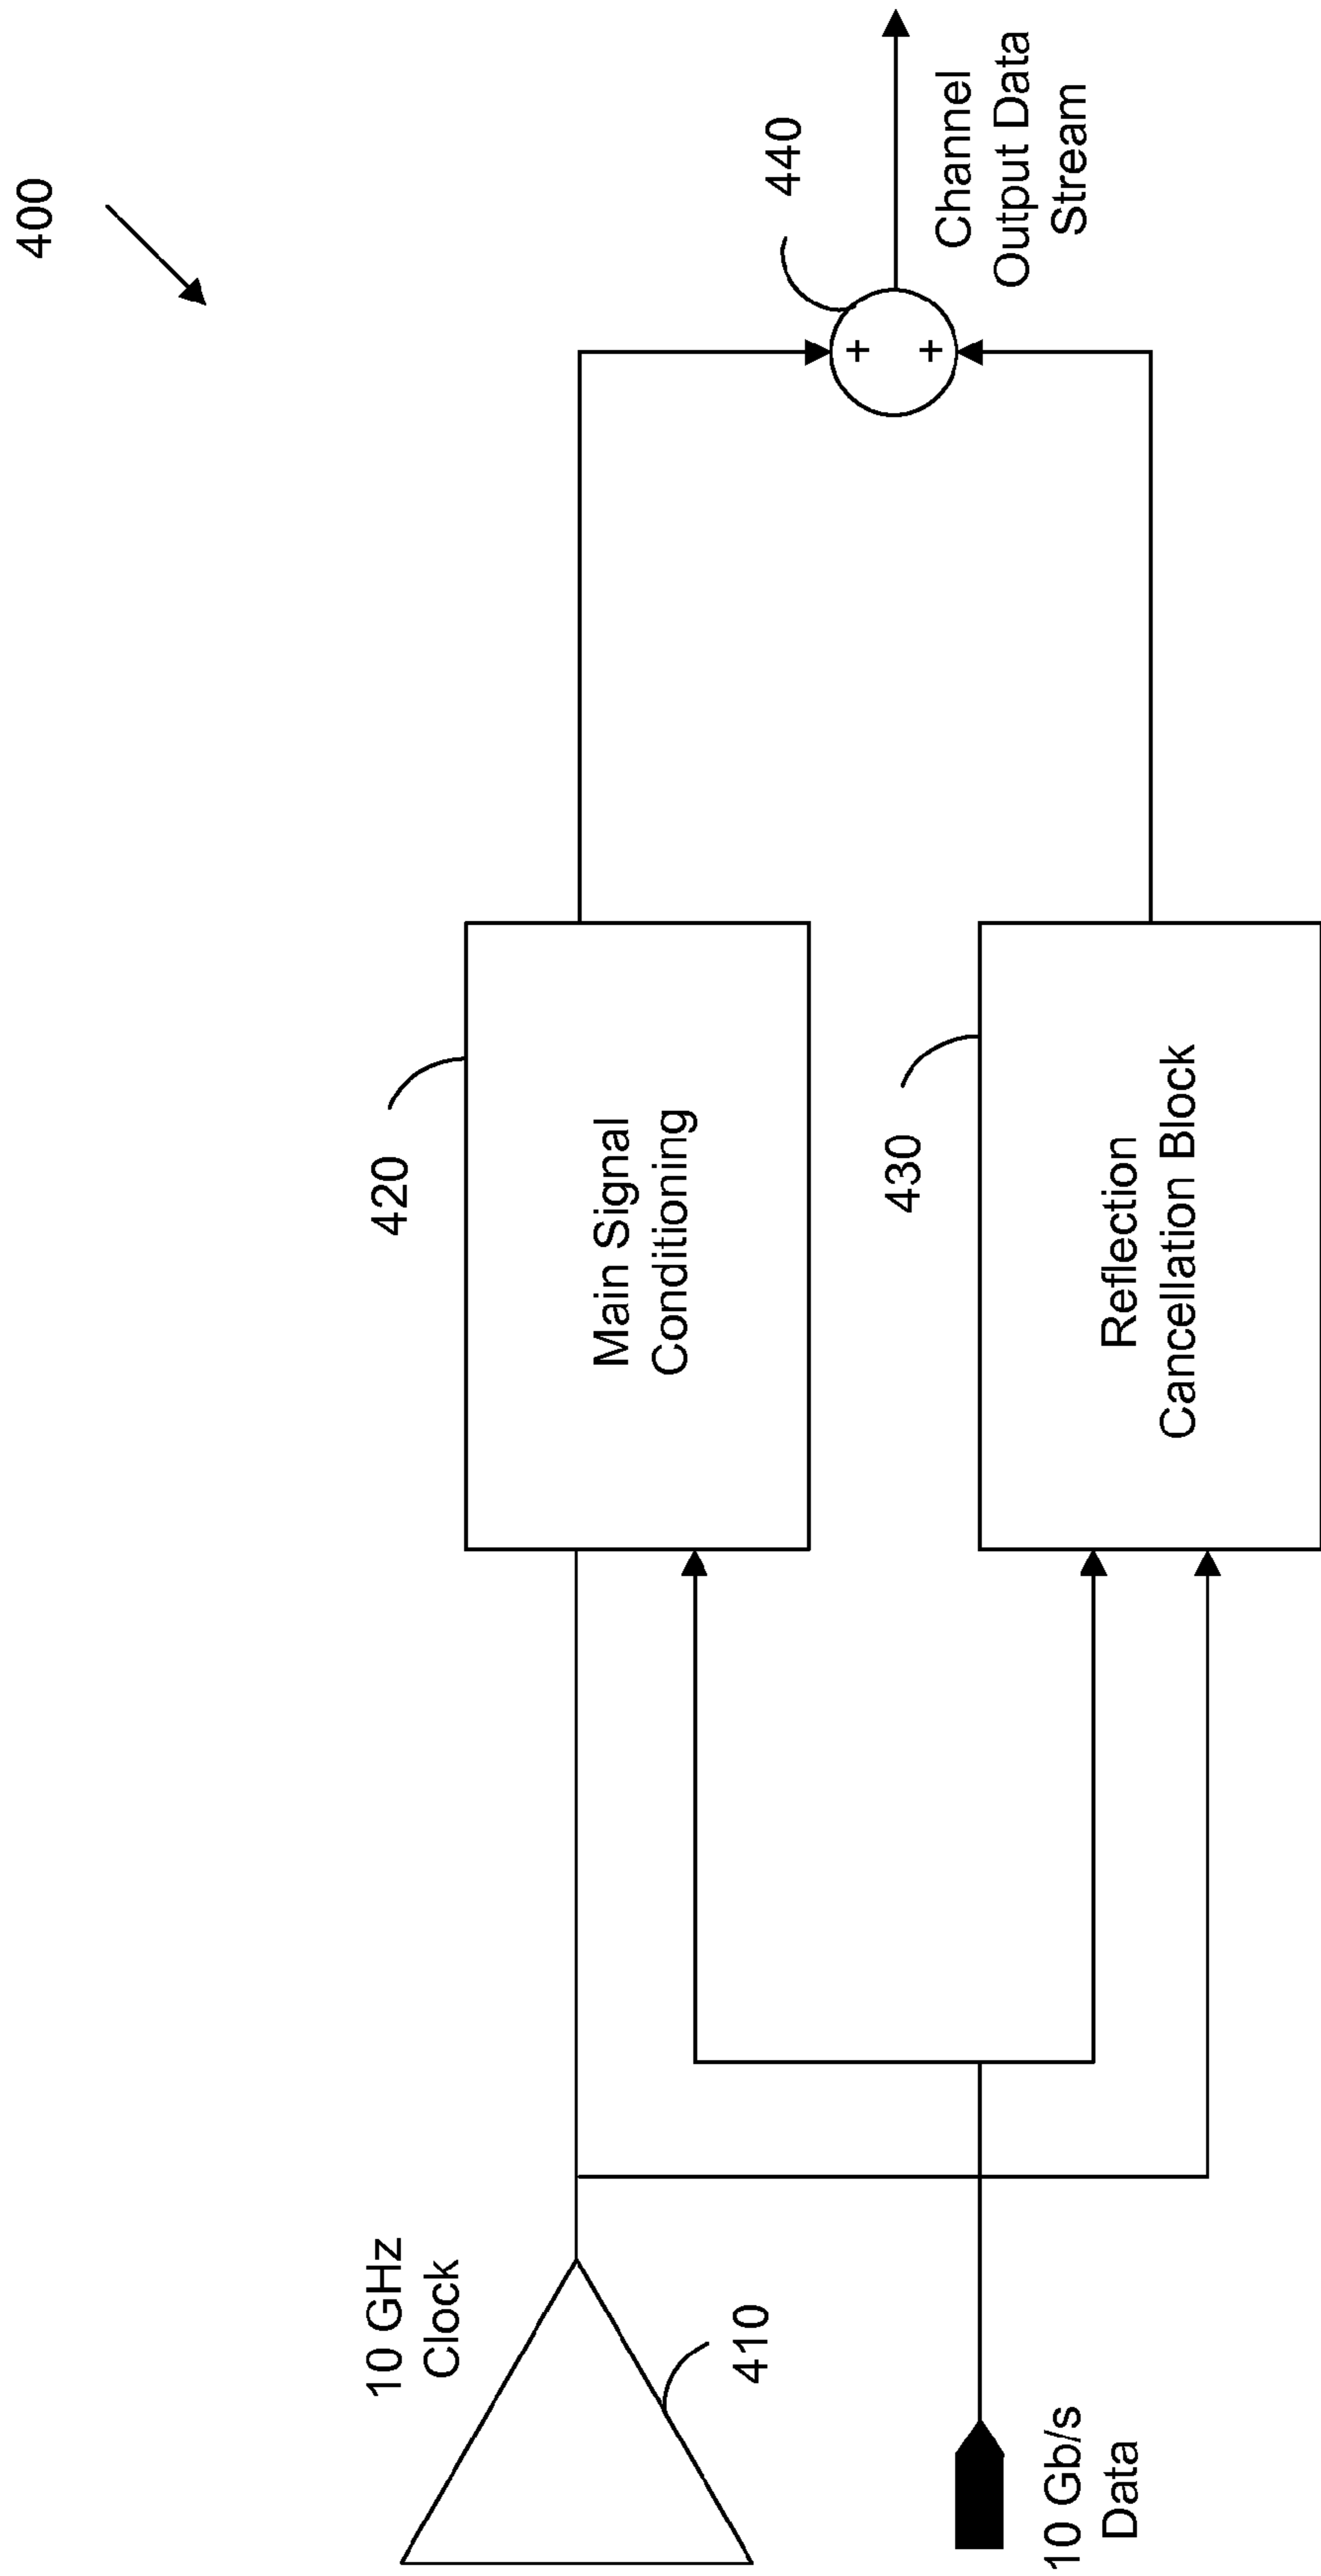 400
10 GHz
Clock
410
10 Gb/s
Data
420
Main Signal
Conditioning
430
Reflection
Cancellation Block
440
+
+
Channel
Output Data
Stream